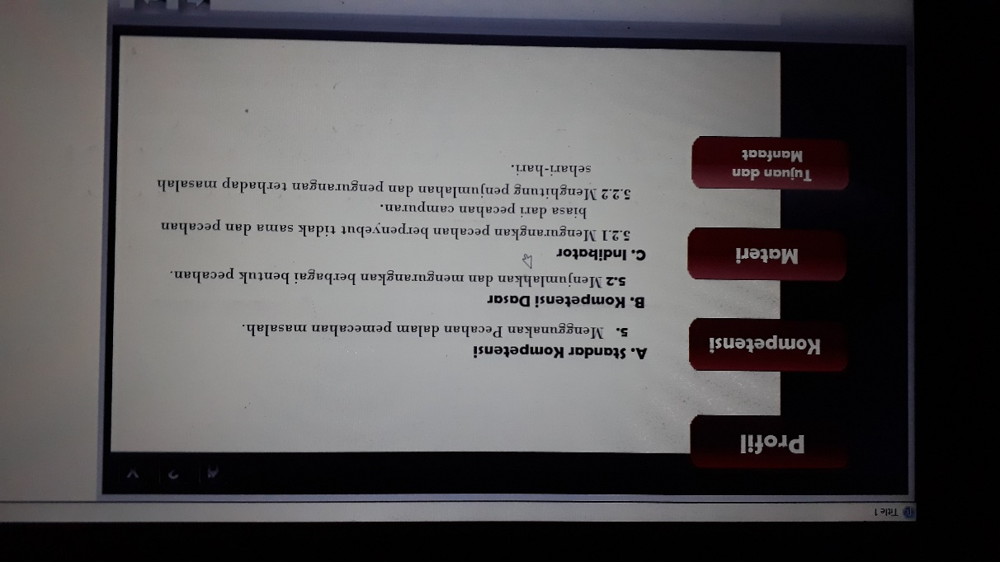 Title 1
Profil
Kompetensi
Materi
Tujuan dan
Manfaat
A. Standar Kompetensi
5. Menggunakan Pecahan dalam pemecahan masalah.
B. Kompetensi Dasar
5.2 Menjumlahkan dan mengurangkan berbagai bentuk pecahan.
C. Indikator
5.2.1 Mengurangkan pecahan berpenyebut tidak sama dan pecahan
biasa dari pecahan campuran.
5.2.2 Menghitung penjumlahan dan pengurangan terhadap masalah
sehari-hari.